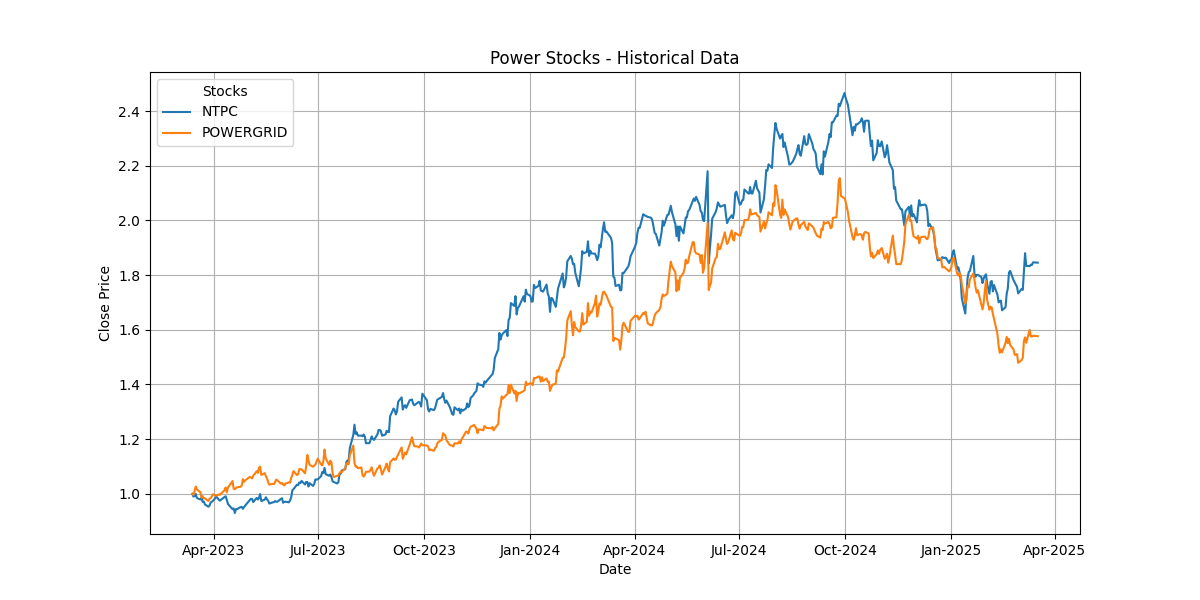 Power Stocks - Historical Data
Stocks
NTPC
POWERGRID
Close Price
2.4
2.2
2.0
1.8
1.6
1.4
1.2
1.0
Apr-2023 Jul-2023 Oct-2023 Jan-2024 Apr-2024 Jul-2024 Oct-2024 Jan-2025 Apr-2025
Date